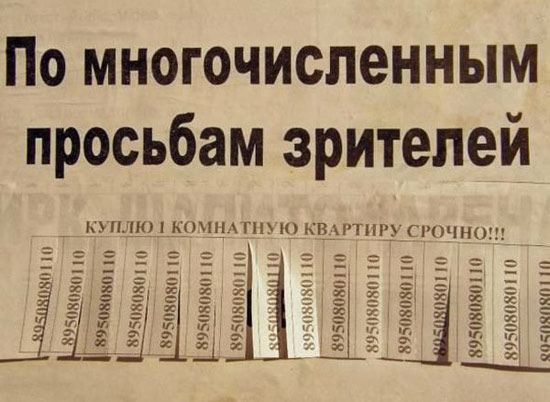 По многочисленным
просьбам зрителей
КУПЛЮ 1 КОМНАТНУЮ КВАРТИРУ СРОЧНО!!!
89508080110 89508080110 89508080110 89508080110 89508080110 89508080110 89508080110 89508080110 89508080110 89508080110 89508080110 89508080110 89508080110 89508080110